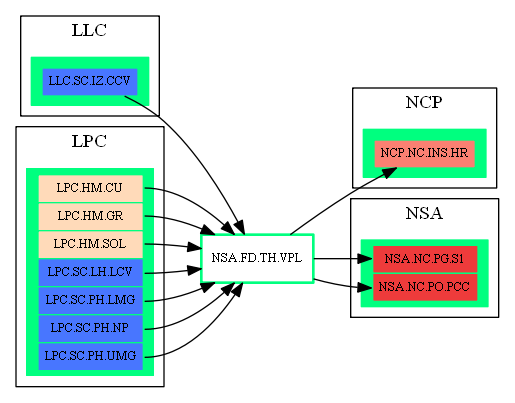 LLC
LLC.SC.IZ.CCV
LPC
LPC.HM.CU
LPC.HM.GR
LPC.HM.SOL
LPC.SC.LH.LCV
LPC.SC.PH.LMG
LPC.SC.PH.NP
LPC.SC.PH.UMG
NSA.FD.TH.VPL
NCP
NCP.NC.INS.HR
NSA
NSA.NC.PG.S1
NSA.NC.PO.PCC